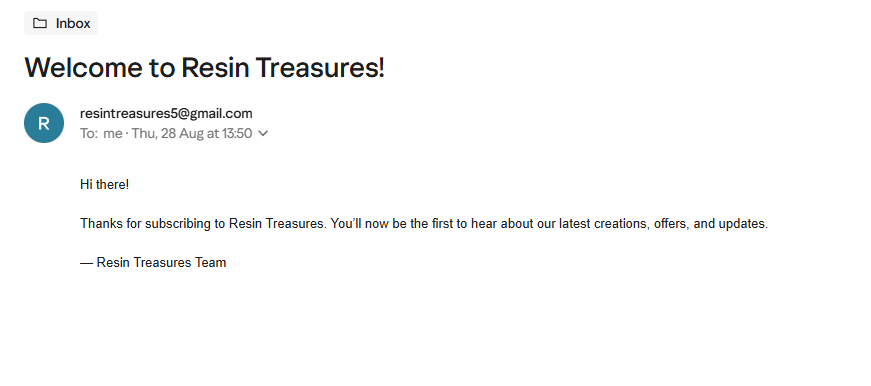 Inbox
Welcome to Resin Treasures!
R
resintreasures5@gmail.com
To: me · Thu, 28 Aug at 13:50
Hi there!
Thanks for subscribing to Resin Treasures. You’ll now be the first to hear about our latest creations, offers, and updates.
— Resin Treasures Team